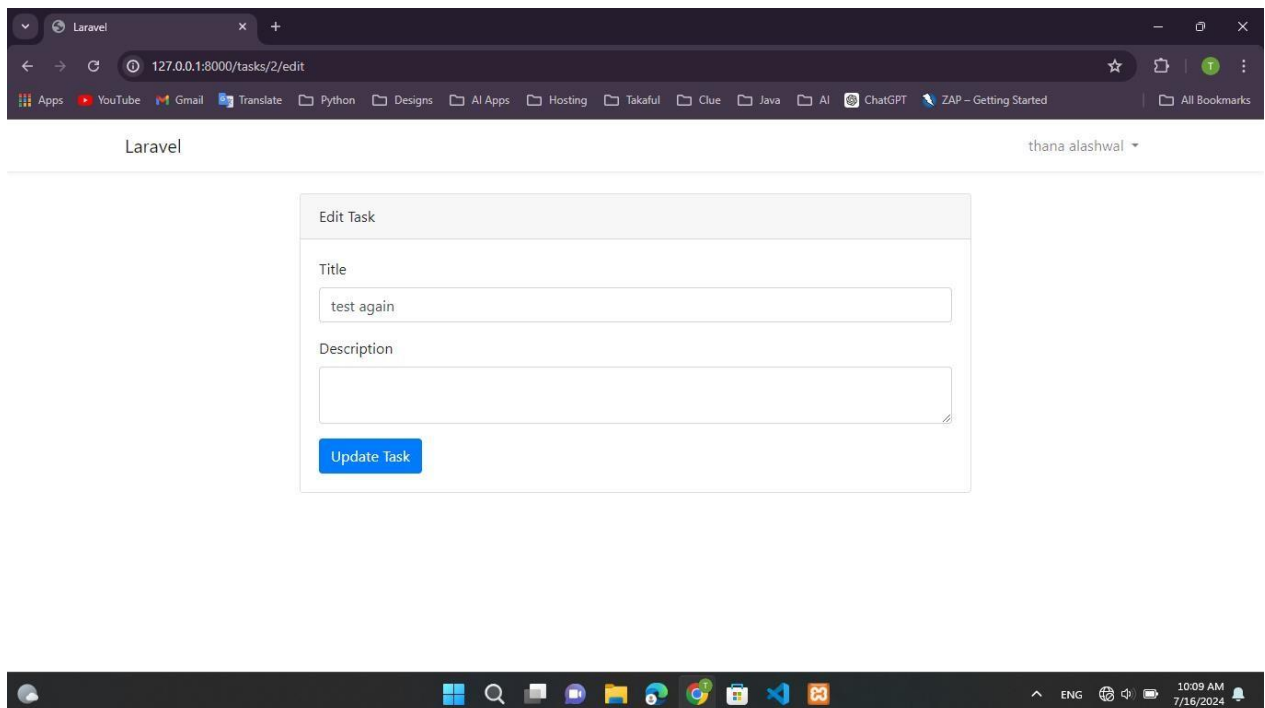 Laravel
127.0.0.1:8000/tasks/2/edit
T
Apps YouTube Gmail Translate Python Designs AI Apps Hosting Takaful Clue Java AI ChatGPT ZAP – Getting Started All Bookmarks
Laravel thana alashwal
Edit Task
Title
test again
Description
Update Task
ENG 10:09 AM
7/16/2024